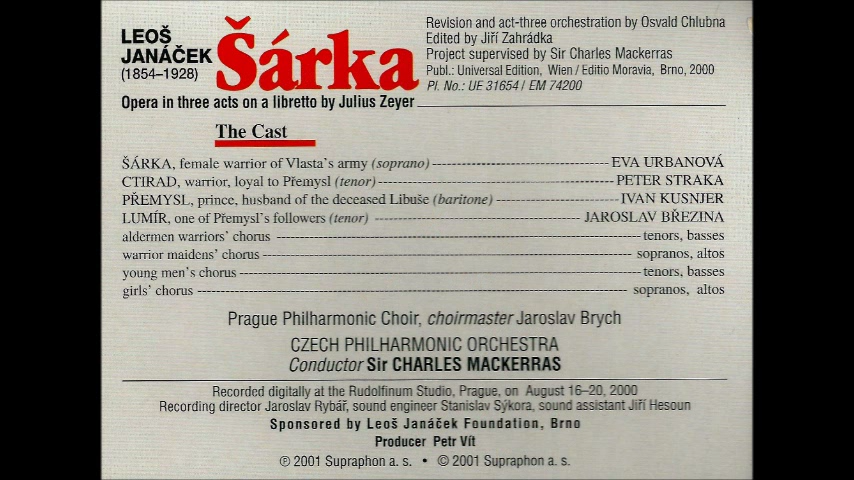 LEOŠ
JANÁČEK
(1854–1928)
Šárka
Revision and act-three orchestration by Osvald Chlubna
Edited by Jiří Zahrádka
Project supervised by Sir Charles Mackerras
Publ.: Universal Edition, Wien / Editio Moravia, Brno, 2000
Pl. No.: UE 31654 / EM 74200
Opera in three acts on a libretto by Julius Zeyer
The Cast
ŠÁRKA, female warrior of Vlasta's army (soprano) EVA URBANOVÁ
CTIRAD, warrior, loyal to Přemysl (tenor) PETER STRAKA
PŘEMYSL, prince, husband of the deceased Libuše (baritone) IVAN KUSNJER
LUMÍR, one of Přemysl's followers (tenor) JAROSLAV BŘEZINA
aldermen warriors' chorus tenors, basses
warrior maidens' chorus sopranos, altos
young men's chorus tenors, basses
girls' chorus sopranos, altos
Prague Philharmonic Choir, choirmaster Jaroslav Brych
CZECH PHILHARMONIC ORCHESTRA
Conductor Sir CHARLES MACKERRAS
Recorded digitally at the Rudolfinum Studio, Prague, on August 16–20, 2000
Recording director Jaroslav Rybář, sound engineer Stanislav Sýkora, sound assistant Jiří Hesoun
Sponsored by Leoš Janáček Foundation, Brno
Producer Petr Vít
℗ 2001 Supraphon a. s. • © 2001 Supraphon a. s.